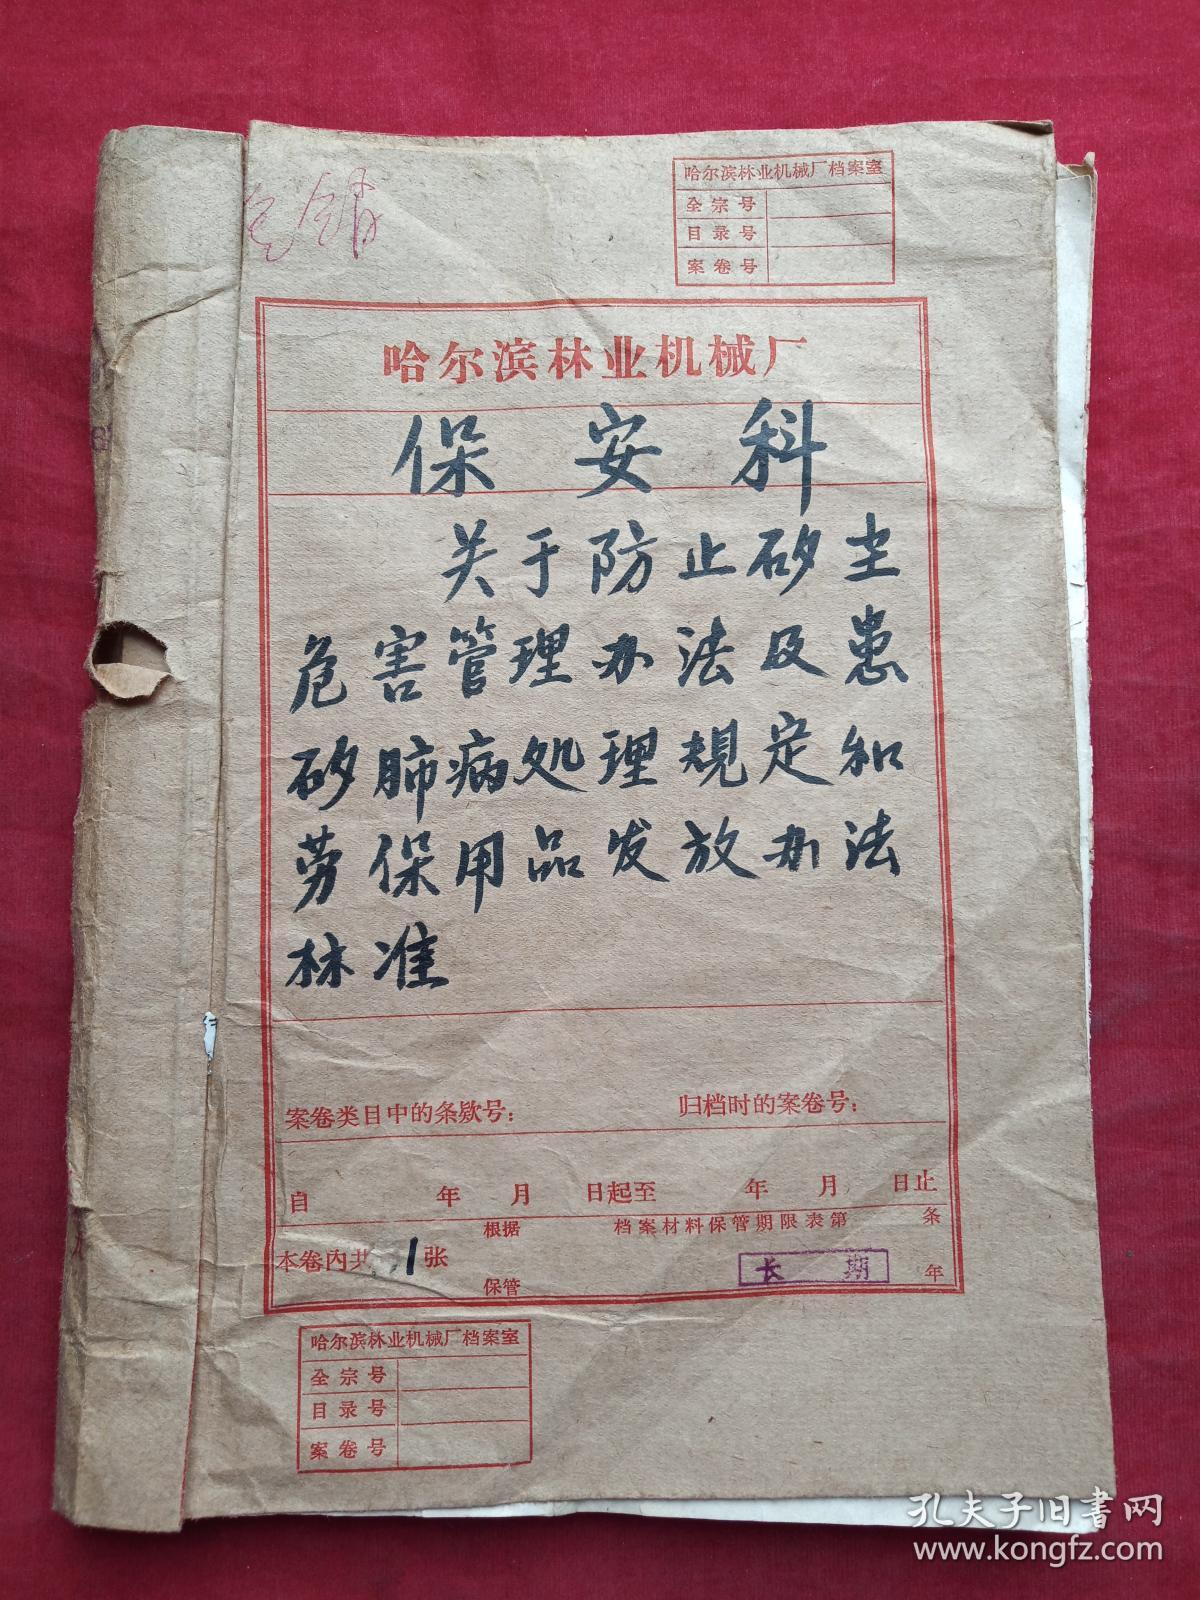 哈尔滨林业机械厂档案室
全宗号
目录号
案卷号
哈尔滨林业机械厂
保安科
关于防止矽尘
危害管理办法及患
矽肺病处理規定和
劳保用品发放办法
标准
案卷类目中的条款号：
归档时的案卷号：
自 年 月 日起至 年 月 日止
根据 档案材料保管期限表第 条
本卷内共 1 张
保管 长期 年
哈尔滨林业机械厂档案室
全宗号
目录号
案卷号
孔夫子旧书网
www.kongfz.com